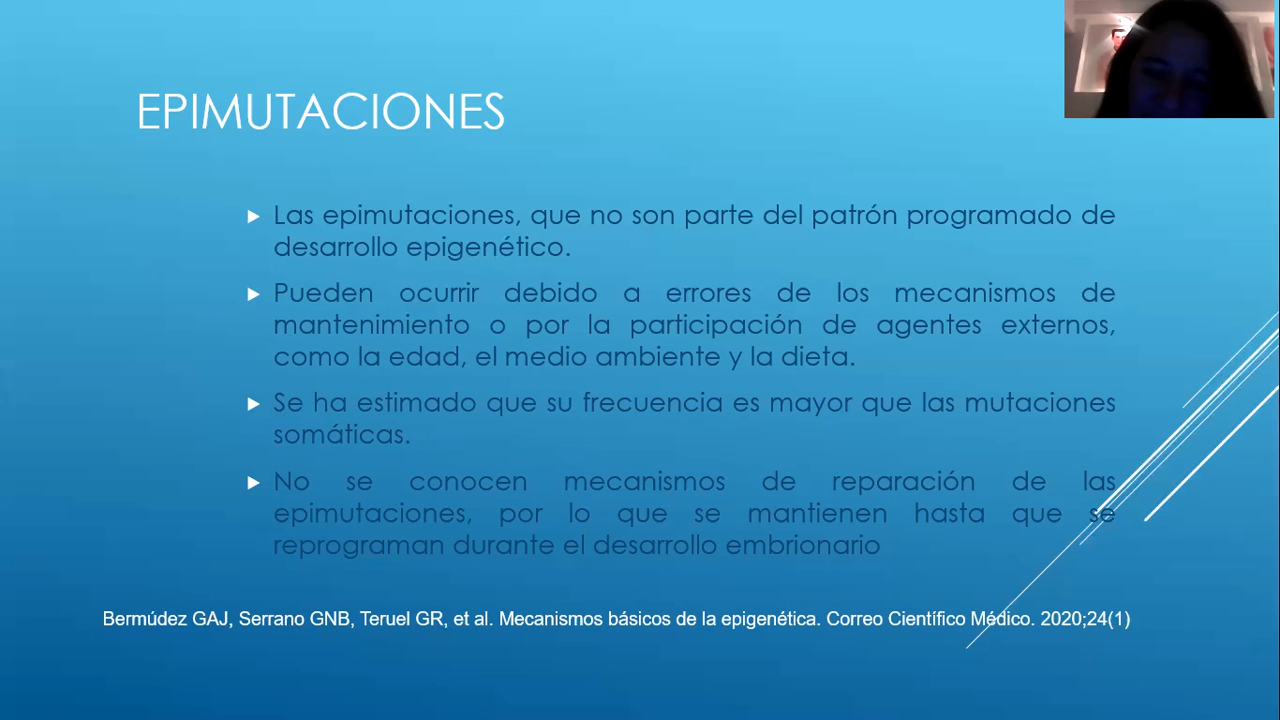 EPIMUTACIONES
Las epimutaciones, que no son parte del patrón programado de
desarrollo epigenético.
Pueden ocurrir debido a errores de los mecanismos de
mantenimiento o por la participación de agentes externos,
como la edad, el medio ambiente y la dieta.
Se ha estimado que su frecuencia es mayor que las mutaciones
somáticas.
No se conocen mecanismos de reparación de las
epimutaciones, por lo que se mantienen hasta que se
reprograman durante el desarrollo embrionario
Bermúdez GAJ, Serrano GNB, Teruel GR, et al. Mecanismos básicos de la epigenética. Correo Científico Médico. 2020;24(1)